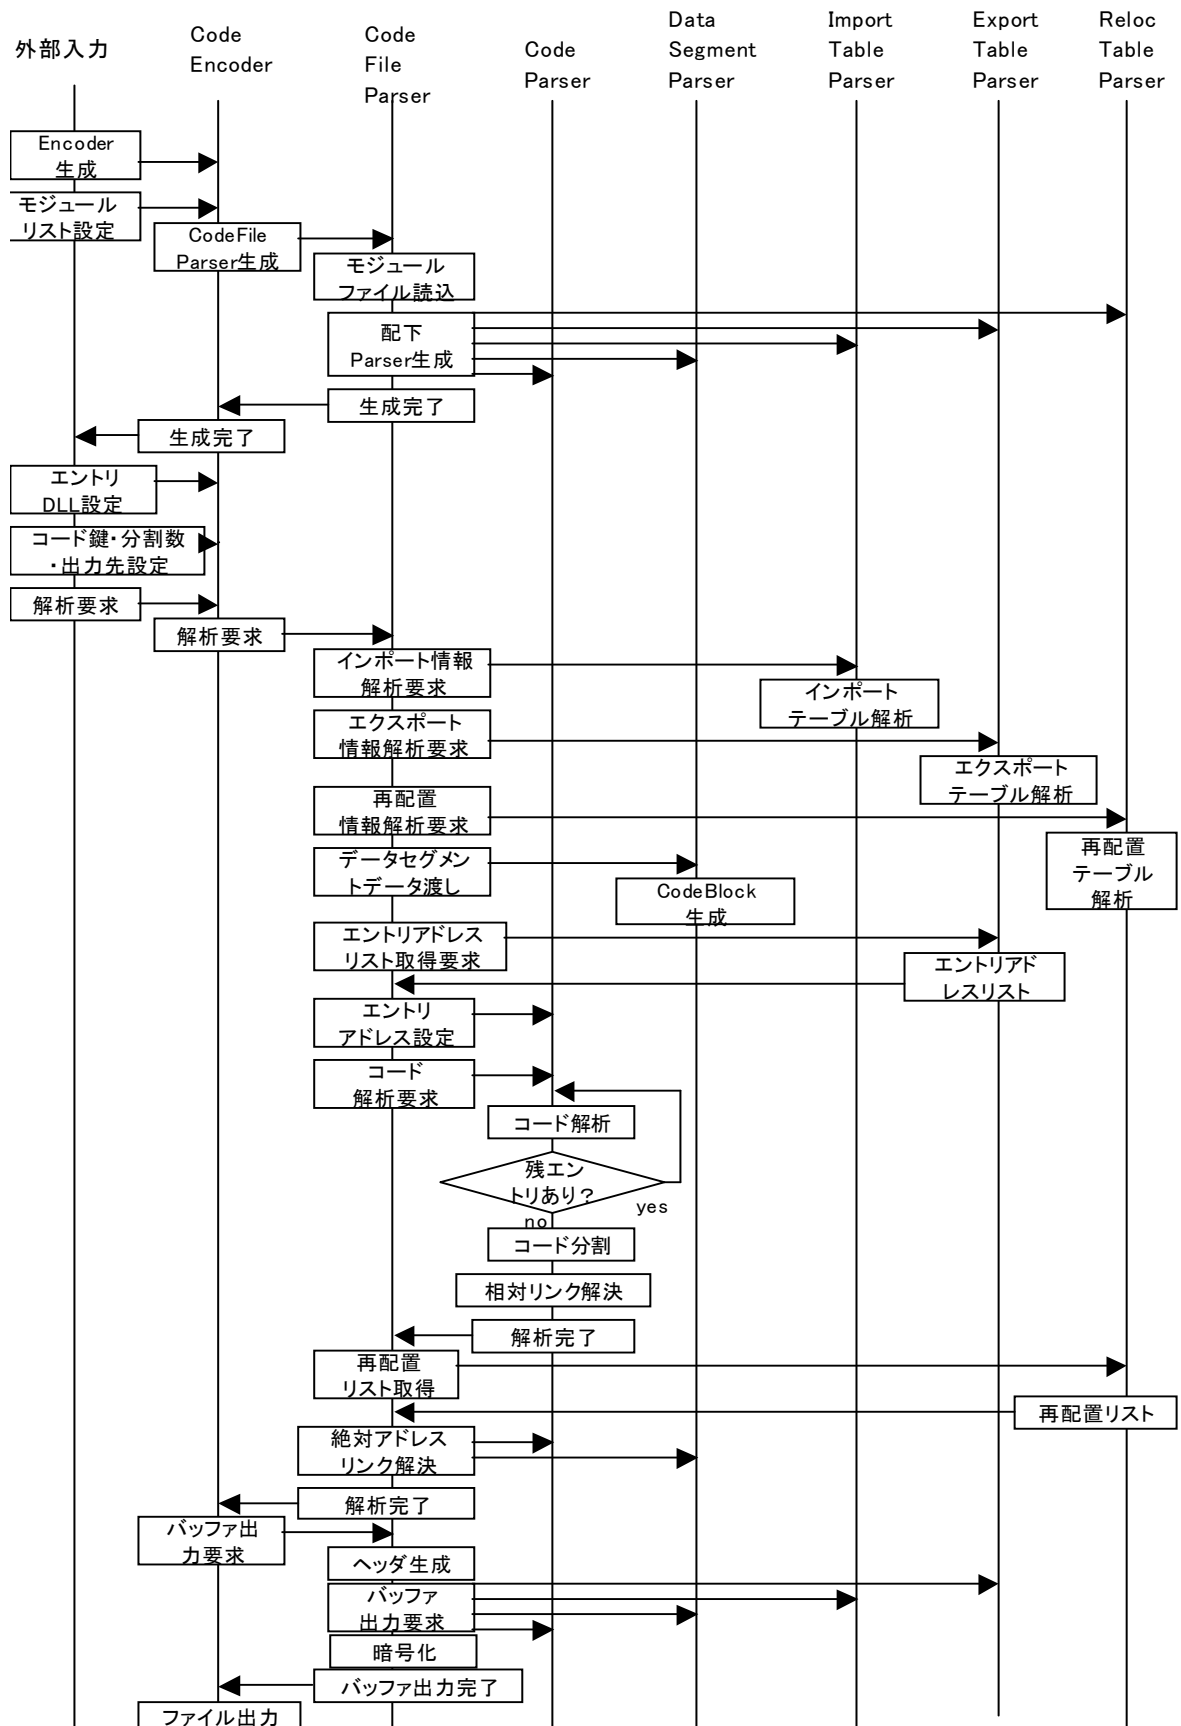 外部入力
Code
Encoder
Code
File
Parser
Code
Parser
Data
Segment
Parser
Import
Table
Parser
Export
Table
Parser
Reloc
Table
Parser
Encoder
生成
モジュール
リスト設定
CodeFile
Parser生成
モジュール
ファイル読込
配下
Parser生成
生成完了
生成完了
エントリ
DLL設定
コード鍵・分割数
・出力先設定
解析要求
解析要求
インポート情報
解析要求
インポート
テーブル解析
エクスポート
情報解析要求
エクスポート
テーブル解析
再配置
情報解析要求
再配置
テーブル
解析
データセグメン
トデータ渡し
CodeBlock
生成
エントリアドレス
リスト取得要求
エントリアド
レスリスト
エントリ
アドレス設定
コード
解析要求
コード解析
残エン
トリあり？
yes
no
コード分割
相対リンク解決
解析完了
再配置
リスト取得
再配置リスト
絶対アドレス
リンク解決
解析完了
バッファ出
力要求
ヘッダ生成
バッファ
出力要求
暗号化
バッファ出力完了
ファイル出力